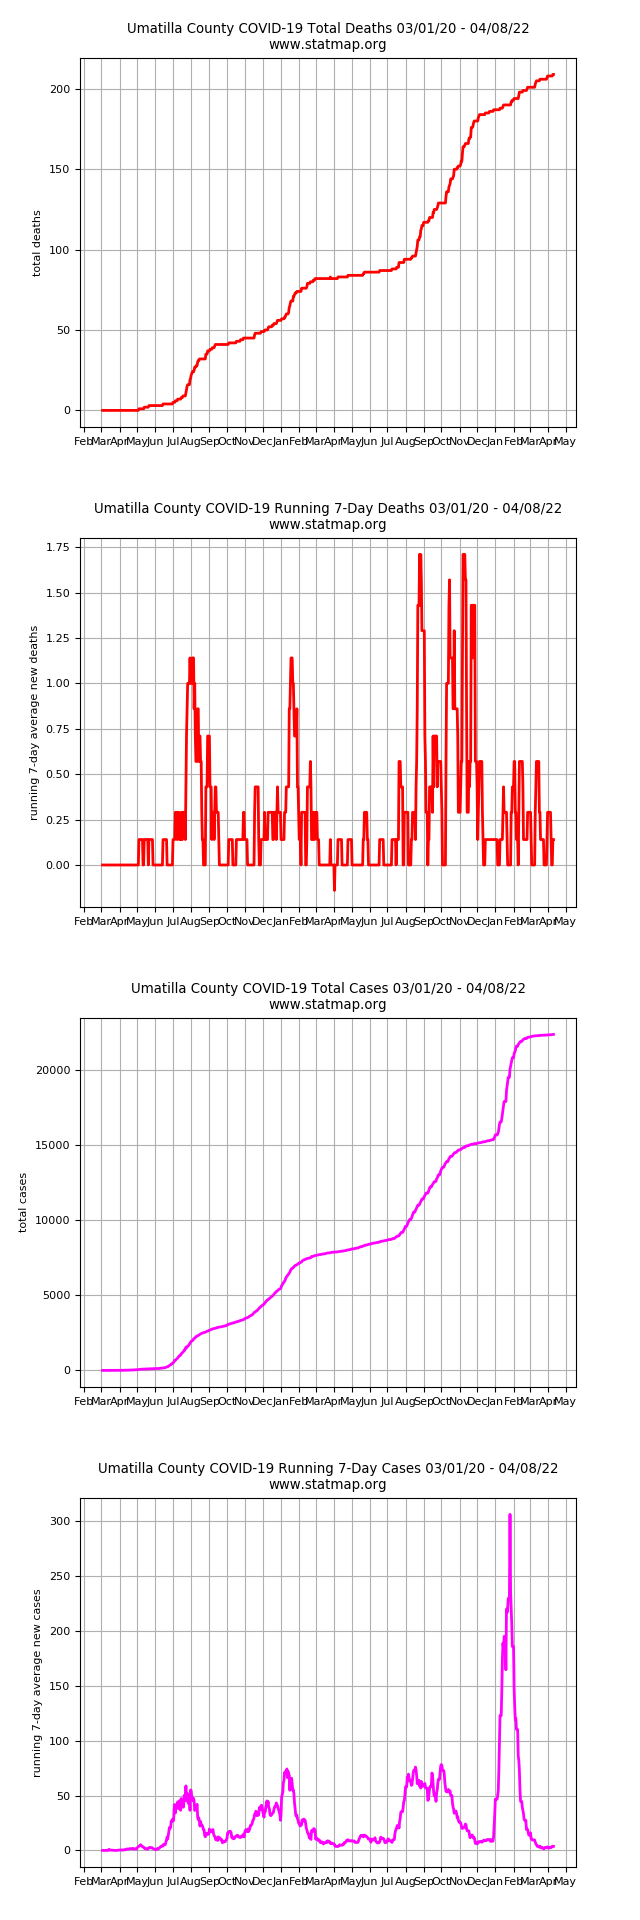 Umatilla County COVID-19 Total Deaths 03/01/20 - 04/08/22
www.statmap.org
200
150
100
50
0
total deaths
Feb Mar Apr May Jun Jul Aug Sep Oct Nov Dec Jan Feb Mar Apr May Jun Jul Aug Sep Oct Nov Dec Jan Feb Mar Apr May
Umatilla County COVID-19 Running 7-Day Deaths 03/01/20 - 04/08/22
www.statmap.org
1.75
1.50
1.25
1.00
0.75
0.50
0.25
0.00
running 7-day average new deaths
Feb Mar Apr May Jun Jul Aug Sep Oct Nov Dec Jan Feb Mar Apr May Jun Jul Aug Sep Oct Nov Dec Jan Feb Mar Apr May
Umatilla County COVID-19 Total Cases 03/01/20 - 04/08/22
www.statmap.org
20000
15000
10000
5000
0
total cases
Feb Mar Apr May Jun Jul Aug Sep Oct Nov Dec Jan Feb Mar Apr May Jun Jul Aug Sep Oct Nov Dec Jan Feb Mar Apr May
Umatilla County COVID-19 Running 7-Day Cases 03/01/20 - 04/08/22
www.statmap.org
300
250
200
150
100
50
0
running 7-day average new cases
Feb Mar Apr May Jun Jul Aug Sep Oct Nov Dec Jan Feb Mar Apr May Jun Jul Aug Sep Oct Nov Dec Jan Feb Mar Apr May